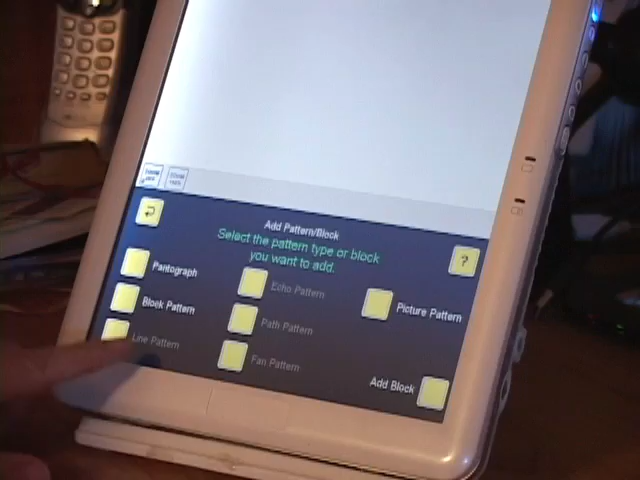 Add Pattern/Block
Select the pattern type or block
you want to add.
?
Pantograph
Echo Pattern
Picture Pattern
Block Pattern
Path Pattern
Line Pattern
Fan Pattern
Add Block